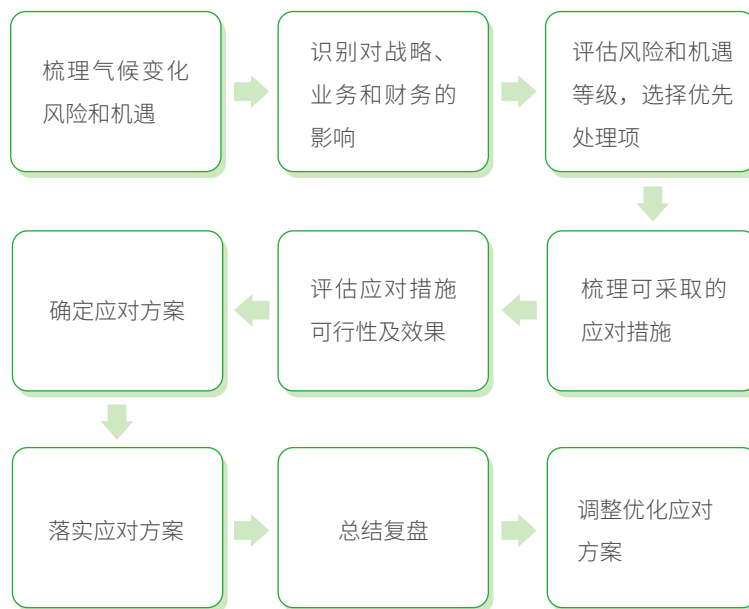 梳理气候变化
风险和机遇
识别对战略、
业务和财务的
影响
评估风险和机遇
等级，选择优先
处理项
梳理可采取的
应对措施
评估应对措施
可行性及效果
确定应对方案
落实应对方案
总结复盘
调整优化应对
方案